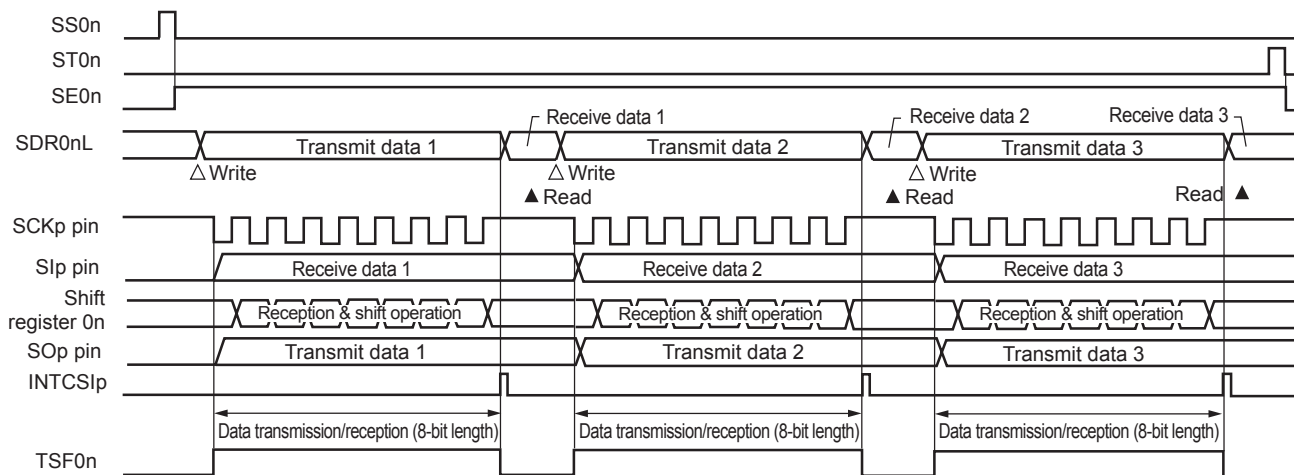 SS0n
ST0n
SE0n
Receive data 1
Receive data 2
Receive data 3
SDR0nL
Transmit data 1
Transmit data 2
Transmit data 3
△ Write
△ Write
△ Write
▲ Read
▲ Read
Read ▲
SCKp pin
SIp pin
Receive data 1
Receive data 2
Receive data 3
Shift
register 0n
Reception & shift operation
Reception & shift operation
Reception & shift operation
SOp pin
Transmit data 1
Transmit data 2
Transmit data 3
INTCSIp
Data transmission/reception (8-bit length)
Data transmission/reception (8-bit length)
Data transmission/reception (8-bit length)
TSF0n